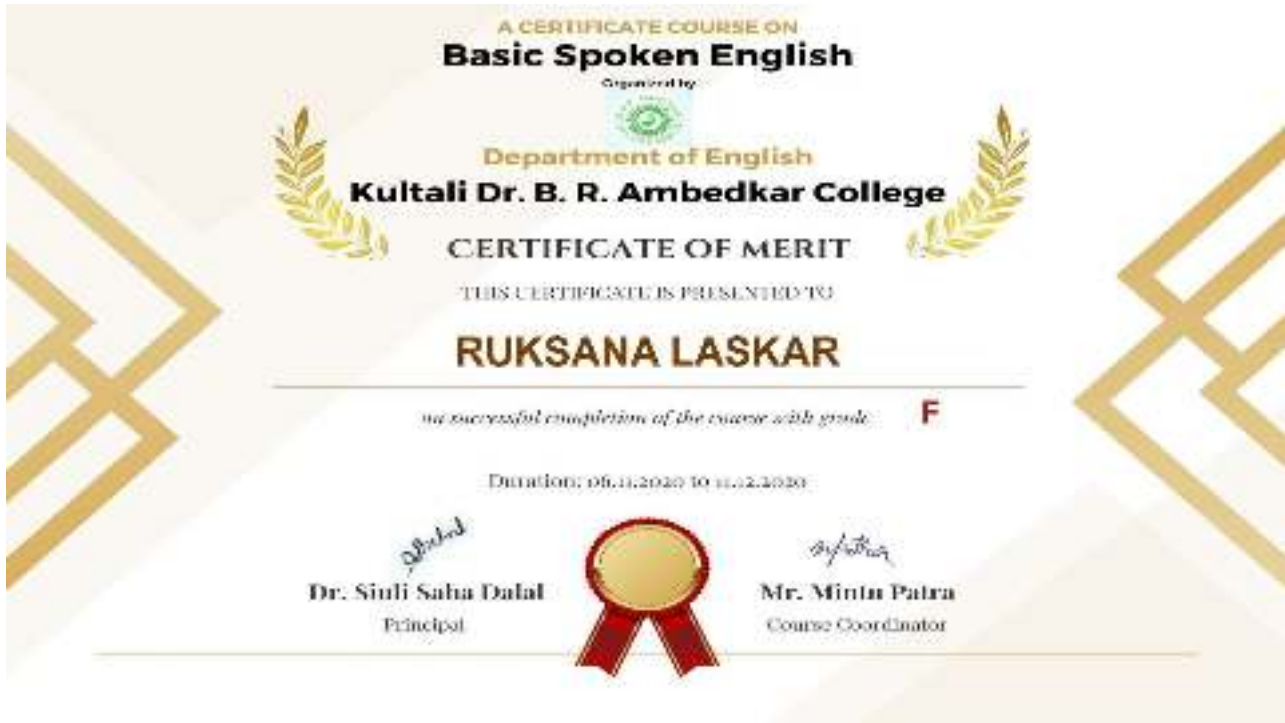 A CERTIFICATE COURSE ON
Basic Spoken English
Organized by
Department of English
Kultali Dr. B. R. Ambedkar College
CERTIFICATE OF MERIT
THIS CERTIFICATE IS PRESENTED TO
RUKSANA LASKAR
on successful completion of the course with grade F
Duration: 06.11.2020 to 11.12.2020
Dr. Siuli Saha Dalal Mr. Mintu Patra
Principal Course Coordinator